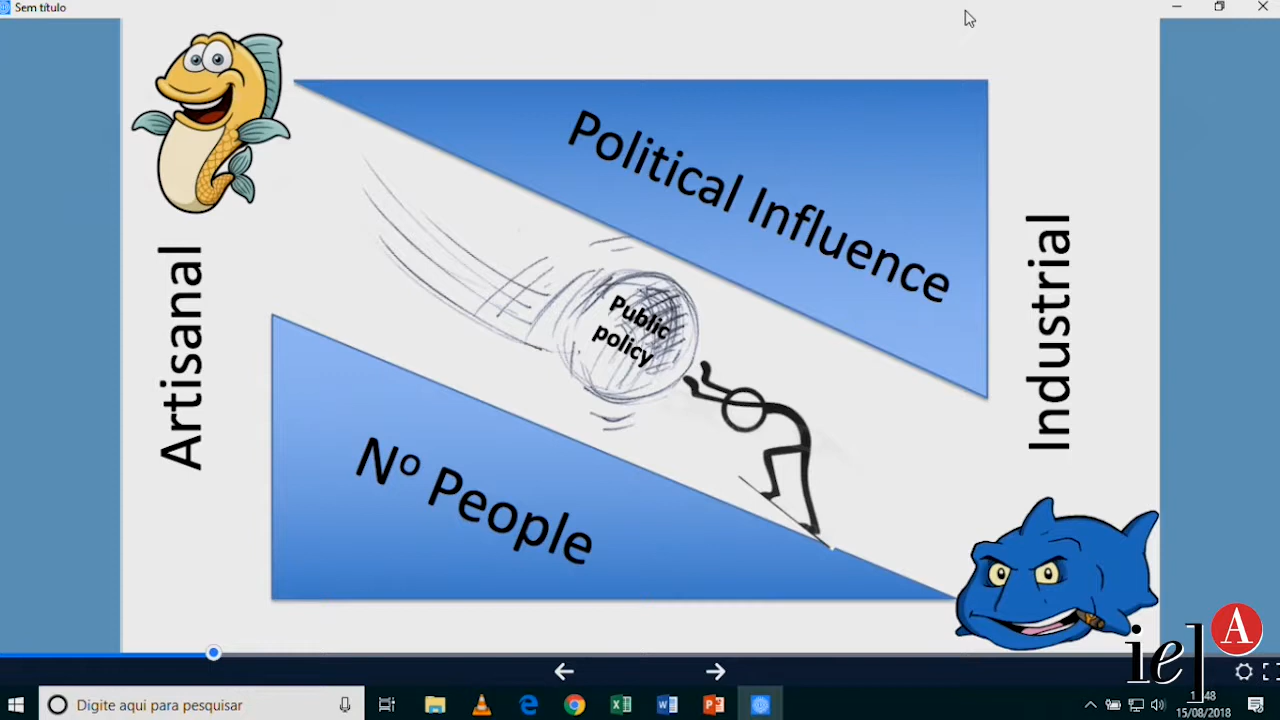 Sem título
Political Influence
Artisanal
Public
policy
Industrial
Nº People
ie]
A
Digite aqui para pesquisar
15/08/2018